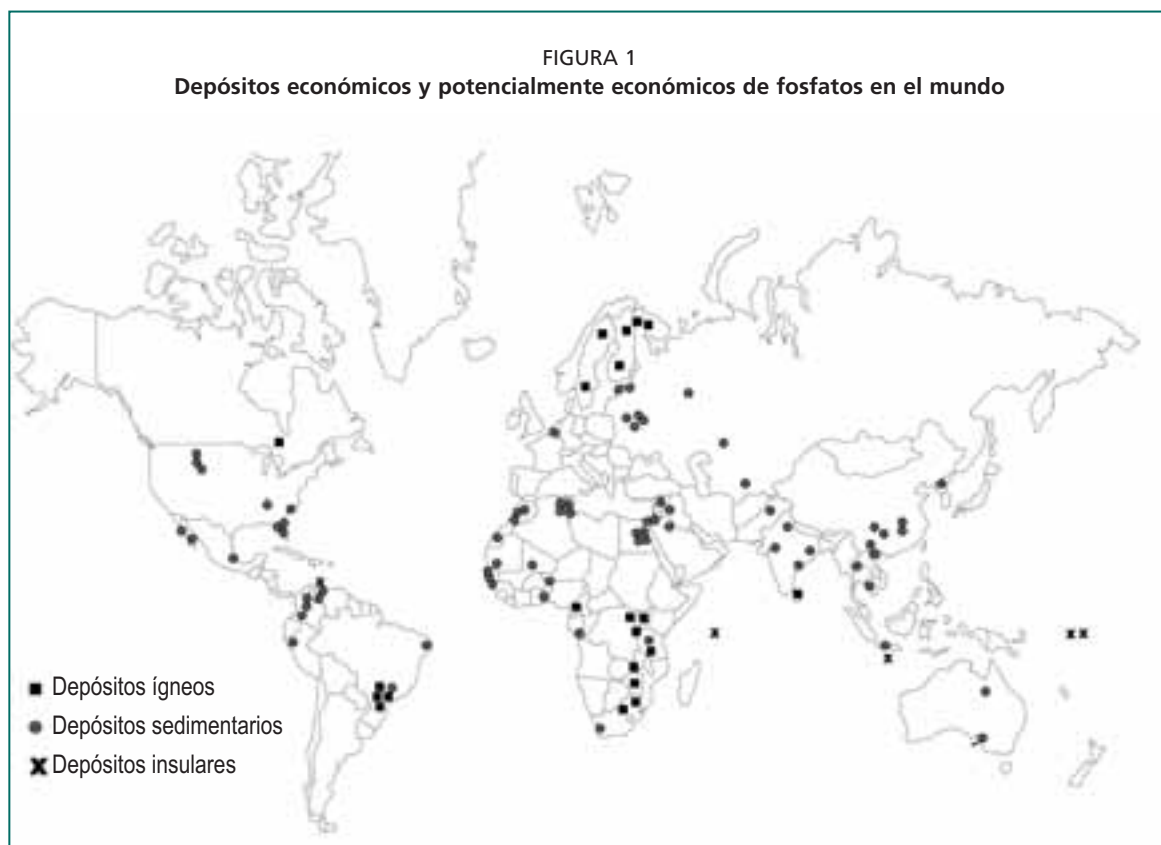 FIGURA 1
Depósitos económicos y potencialmente económicos de fosfatos en el mundo
Depósitos ígneos
Depósitos sedimentarios
Depósitos insulares